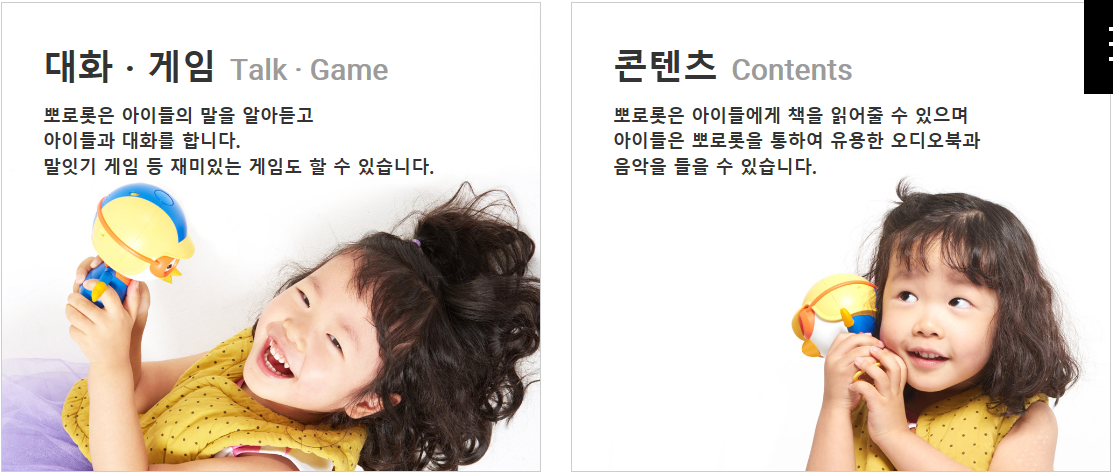 대화 · 게임 Talk · Game
뽀로롯은 아이들의 말을 알아듣고
아이들과 대화를 합니다.
말잇기 게임 등 재미있는 게임도 할 수 있습니다.
콘텐츠 Contents
뽀로롯은 아이들에게 책을 읽어줄 수 있으며
아이들은 뽀로롯을 통하여 유용한 오디오북과
음악을 들을 수 있습니다.